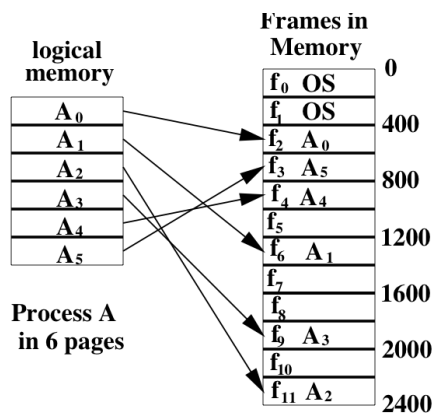 Frames in
Memory
logical
memory
0
f0 OS
f1 OS
400
A0
f2 A0
A1
f3 A5
800
A2
f4 A4
A3
f5
1200
A4
f6 A1
A5
f7
1600
f8
Process A
in 6 pages
f9 A3
2000
f10
f11 A2
2400